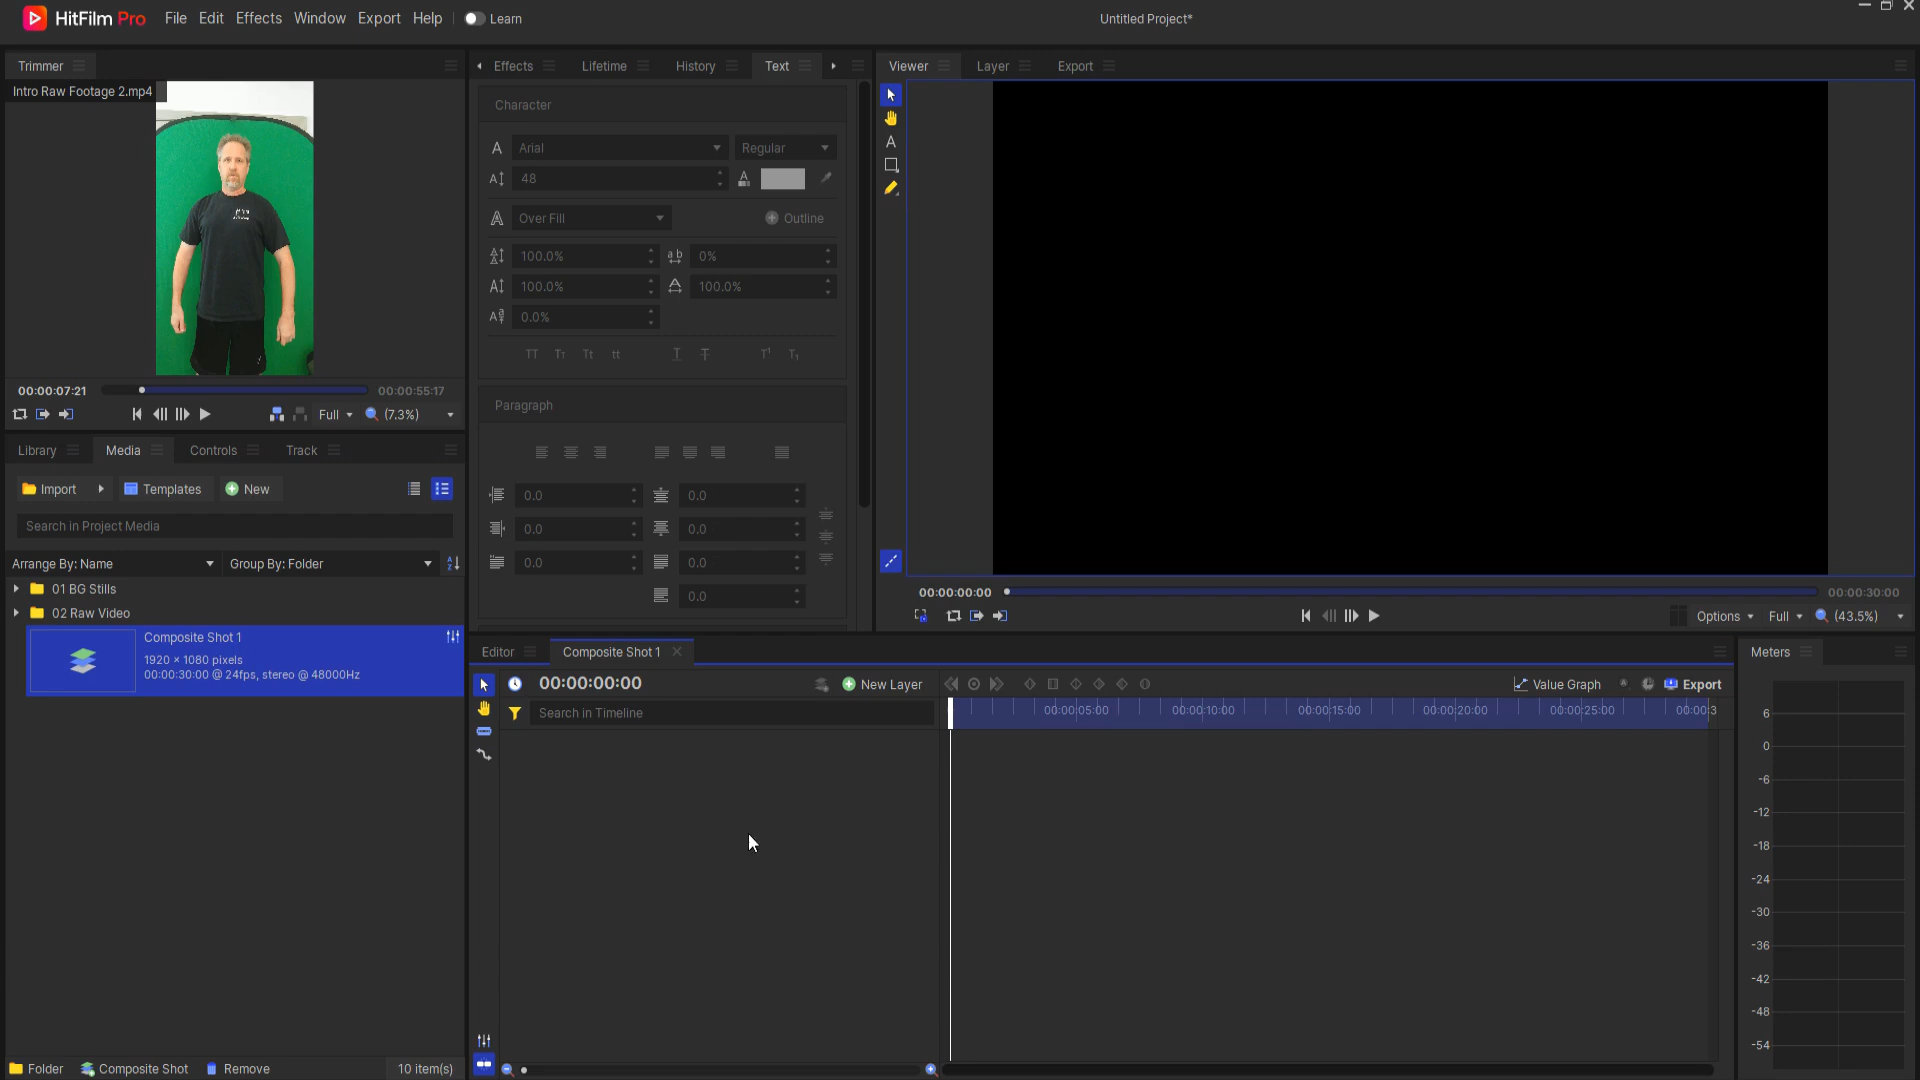 HitFilm Pro File Edit Effects Window Export Help Learn Untitled Project*
Trimmer
Intro Raw Footage 2.mp4
00:00:07:21 00:00:55:17
Full (7.3%)
Library Media Controls Track
Import Templates New
Search in Project Media
Arrange By: Name Group By: Folder
01 BG Stills
02 Raw Video
Composite Shot 1
1920 × 1080 pixels
00:00:30:00 @ 24fps, stereo @ 48000Hz
Folder Composite Shot Remove 10 item(s)
Effects Lifetime History Text
Character
Arial Regular
48
Over Fill Outline
100.0% 0%
100.0% 100.0%
0.0%
TT Tt Tt tt T T T¹ T₁
Paragraph
0.0 0.0
0.0 0.0
0.0 0.0
0.0
Viewer Layer Export
00:00:00:00 00:00:30:00
Options Full (43.5%)
Editor Composite Shot 1
00:00:00:00 New Layer Value Graph Export
Search in Timeline
00:00:05:00 00:00:10:00 00:00:15:00 00:00:20:00 00:00:25:00 00:00:3
Meters
6
0
-6
-12
-18
-24
-30
-36
-42
-48
-54